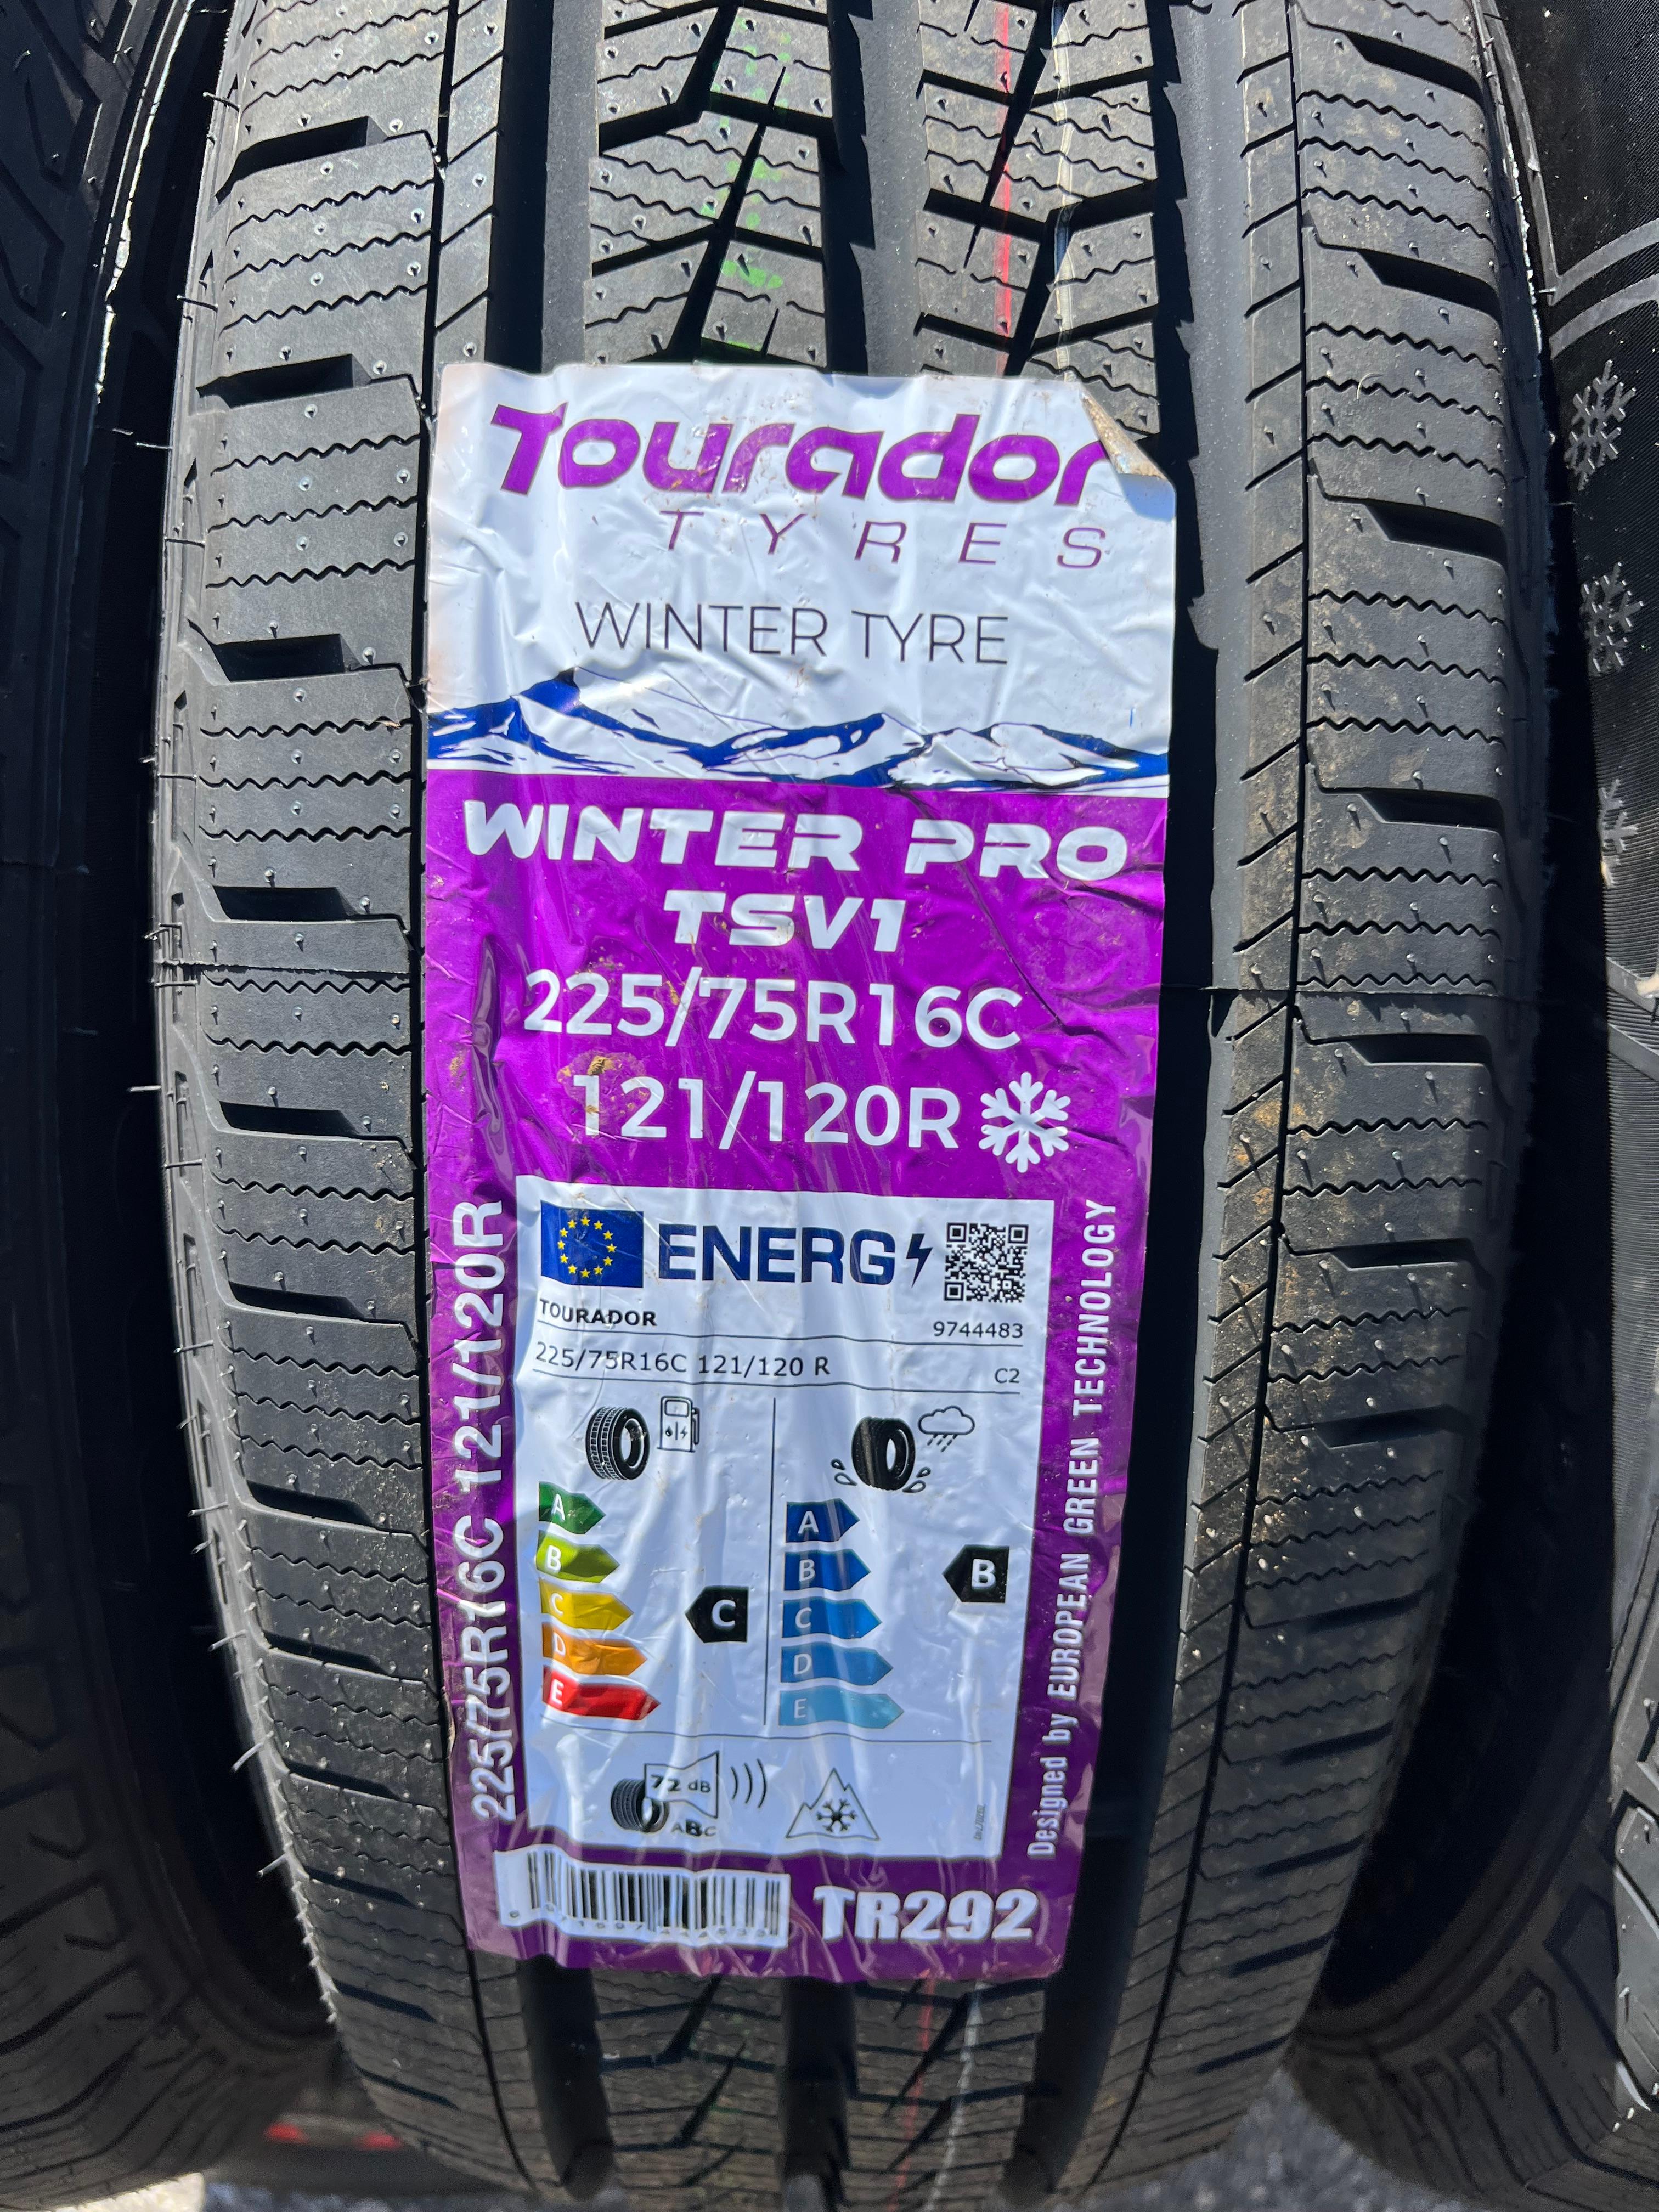 Tourador
TYRES
WINTER TYRE
WINTER PRO
TSV1
225/75R16C
121/120R
225/75R16C 121/120R
Designed by EUROPEAN GREEN TECHNOLOGY
ENERG
TOURADOR
9744483
225/75R16C 121/120 R
C2
A
B
C
D
E
C
A
B
C
D
E
B
72 dB
ABC
TR292